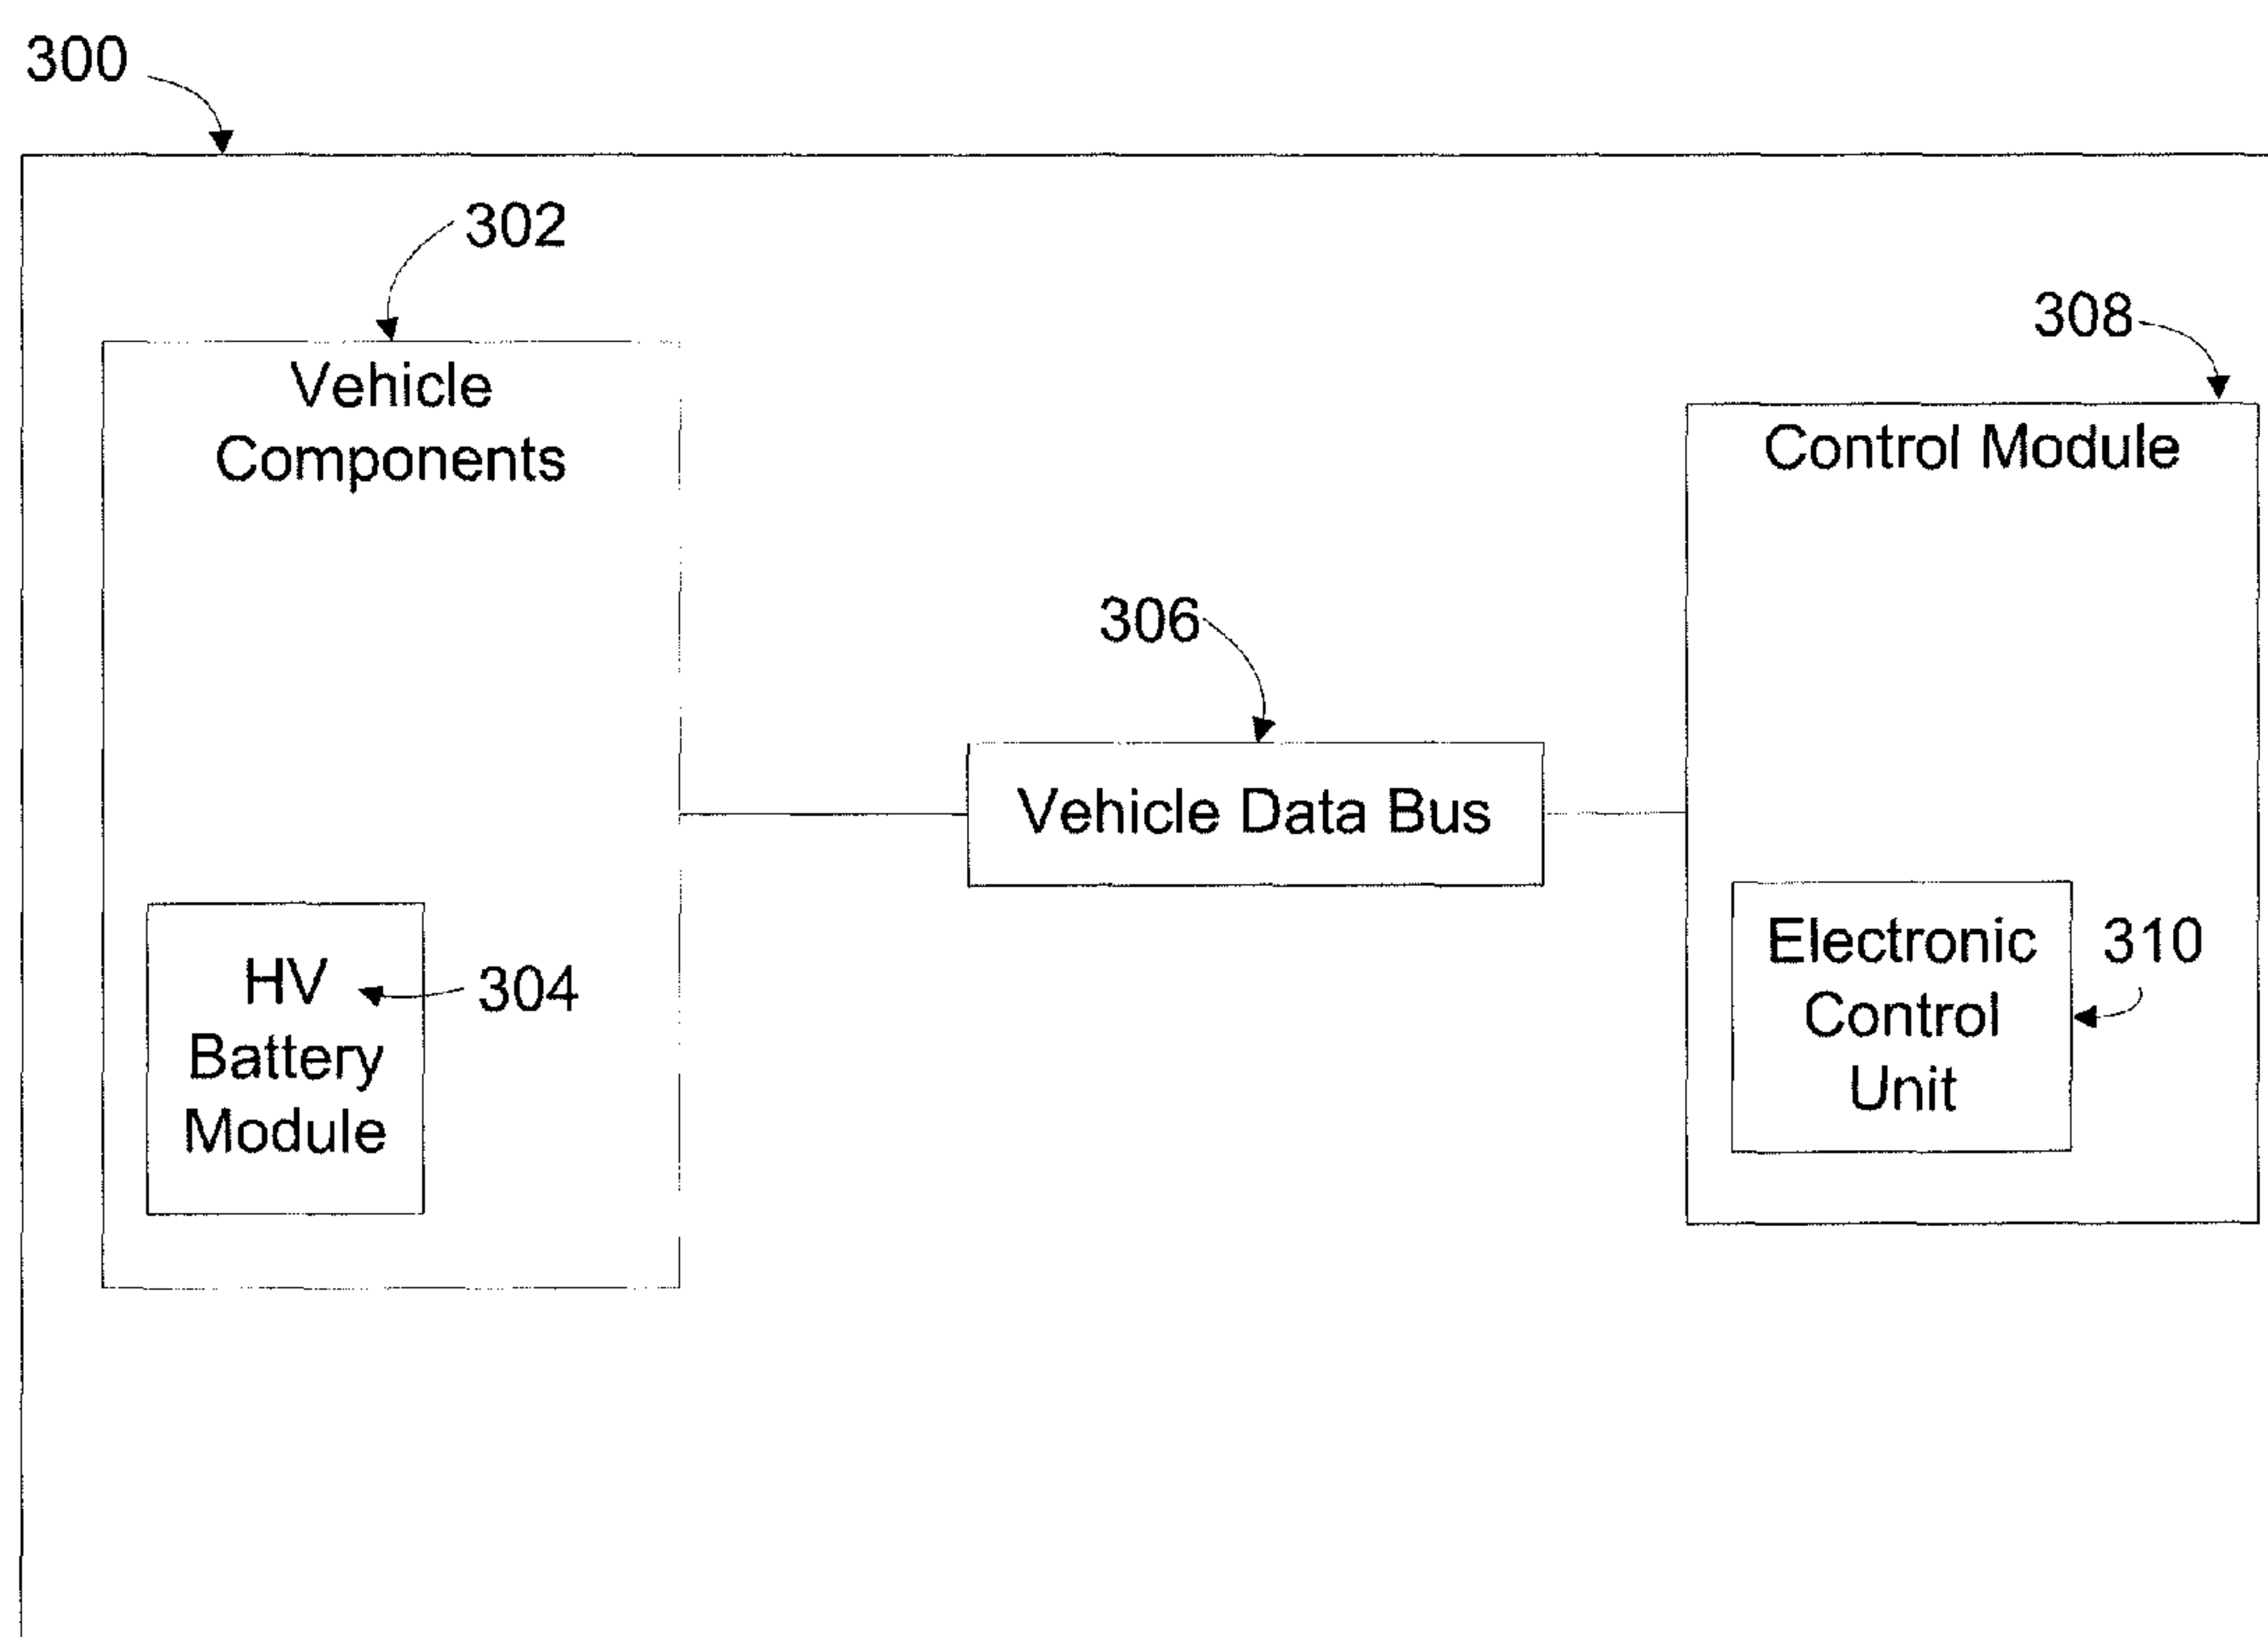 300
302
Vehicle
Components
308
Control Module
306
Vehicle Data Bus
HV
Battery
Module
304
Electronic
Control
Unit
310